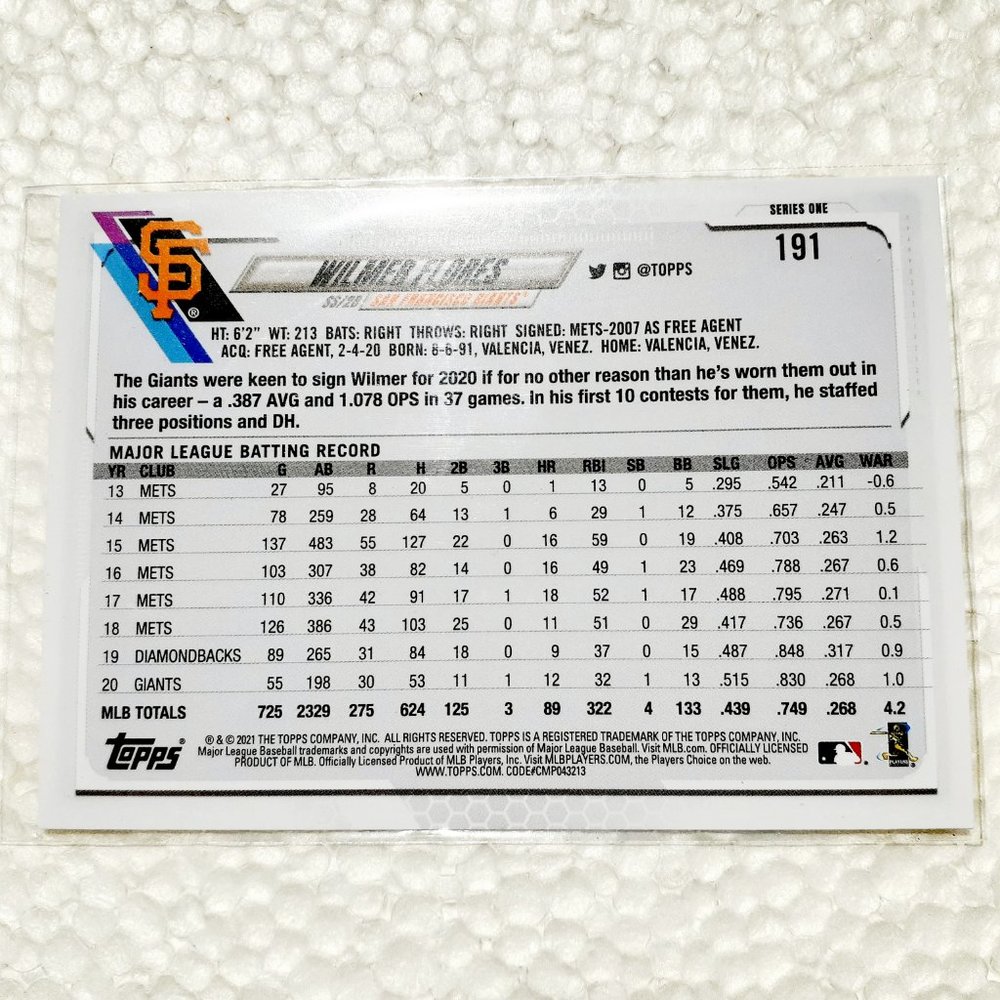 SERIES ONE
191
WILMER FLORES
@TOPPS
SS/2B | SAN FRANCISCO GIANTS®
SF ®
HT: 6'2" WT: 213 BATS: RIGHT THROWS: RIGHT SIGNED: METS-2007 AS FREE AGENT
ACQ: FREE AGENT, 2-4-20 BORN: 8-6-91, VALENCIA, VENEZ. HOME: VALENCIA, VENEZ.
The Giants were keen to sign Wilmer for 2020 if for no other reason than he's worn them out in
his career – a .387 AVG and 1.078 OPS in 37 games. In his first 10 contests for them, he staffed
three positions and DH.
MAJOR LEAGUE BATTING RECORD
YR CLUB G AB R H 2B 3B HR RBI SB BB SLG OPS AVG WAR
13 METS 27 95 8 20 5 0 1 13 0 5 .295 .542 .211 -0.6
14 METS 78 259 28 64 13 1 6 29 1 12 .375 .657 .247 0.5
15 METS 137 483 55 127 22 0 16 59 0 19 .408 .703 .263 1.2
16 METS 103 307 38 82 14 0 16 49 1 23 .469 .788 .267 0.6
17 METS 110 336 42 91 17 1 18 52 1 17 .488 .795 .271 0.1
18 METS 126 386 43 103 25 0 11 51 0 29 .417 .736 .267 0.5
19 DIAMONDBACKS 89 265 31 84 18 0 9 37 0 15 .487 .848 .317 0.9
20 GIANTS 55 198 30 53 11 1 12 32 1 13 .515 .830 .268 1.0
MLB TOTALS 725 2329 275 624 125 3 89 322 4 133 .439 .749 .268 4.2
Topps®
® & © 2021 THE TOPPS COMPANY, INC. ALL RIGHTS RESERVED. TOPPS IS A REGISTERED TRADEMARK OF THE TOPPS COMPANY, INC.
Major League Baseball trademarks and copyrights are used with permission of Major League Baseball. Visit MLB.com. OFFICIALLY LICENSED
PRODUCT OF MLB. Officially Licensed Product of MLB Players, Inc. Visit MLBPLAYERS.COM, the Players Choice on the web.
WWW.TOPPS.COM. CODE#CMP043213
PLAYERS